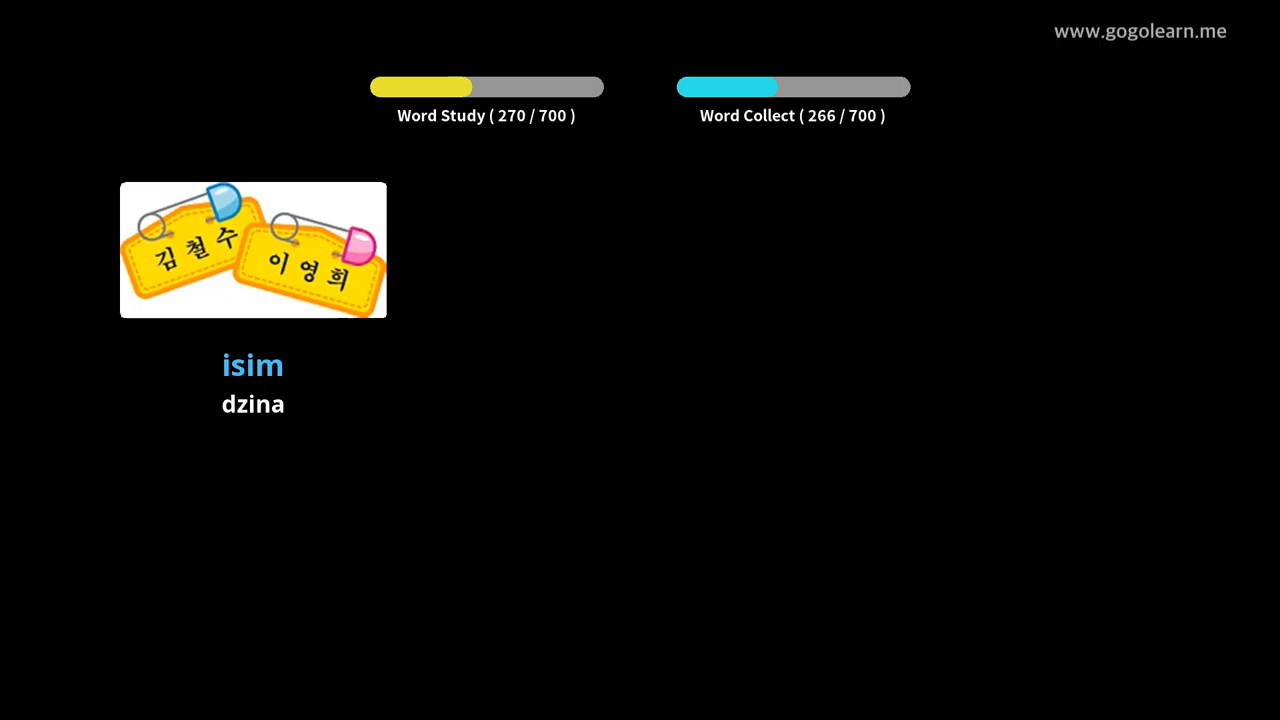 www.gogolearn.me
Word Study ( 270 / 700 )
Word Collect ( 266 / 700 )
김철수
이영희
isim
dzina